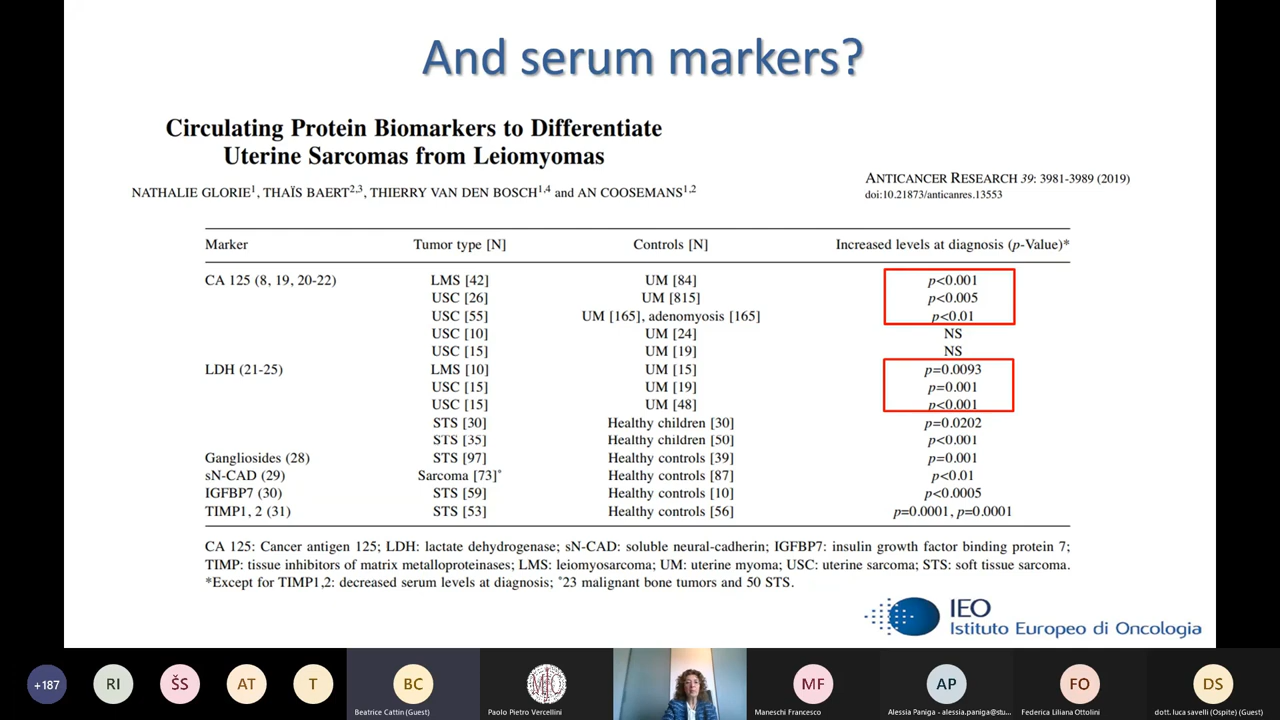 And serum markers?
Circulating Protein Biomarkers to Differentiate
Uterine Sarcomas from Leiomyomas
NATHALIE GLORIE1, THAÏS BAERT2,3, THIERRY VAN DEN BOSCH1,4 and AN COOSEMANS1,2
ANTICANCER RESEARCH 39: 3981-3989 (2019)
doi:10.21873/anticanres.13553
Marker Tumor type [N] Controls [N] Increased levels at diagnosis (p-Value)*
CA 125 (8, 19, 20-22) LMS [42] UM [84] p<0.001
USC [26] UM [815] p<0.005
USC [55] UM [165], adenomyosis [165] p<0.01
USC [10] UM [24] NS
USC [15] UM [19] NS
LDH (21-25) LMS [10] UM [15] p=0.0093
USC [15] UM [19] p=0.001
USC [15] UM [48] p<0.001
STS [30] Healthy children [30] p=0.0202
STS [35] Healthy children [50] p<0.001
Gangliosides (28) STS [97] Healthy controls [39] p=0.001
sN-CAD (29) Sarcoma [73]° Healthy controls [87] p<0.01
IGFBP7 (30) STS [59] Healthy controls [10] p<0.0005
TIMP1, 2 (31) STS [53] Healthy controls [56] p=0.0001, p=0.0001
CA 125: Cancer antigen 125; LDH: lactate dehydrogenase; sN-CAD: soluble neural-cadherin; IGFBP7: insulin growth factor binding protein 7;
TIMP: tissue inhibitors of matrix metalloproteinases; LMS: leiomyosarcoma; UM: uterine myoma; USC: uterine sarcoma; STS: soft tissue sarcoma.
*Except for TIMP1,2: decreased serum levels at diagnosis; °23 malignant bone tumors and 50 STS.
IEO
Istituto Europeo di Oncologia
+187 RI ŠS AT T BC MF AP FO DS
Beatrice Cattin (Guest) Paolo Pietro Vercellini Maneschi Francesco Alessia Paniga - alessia.paniga@stu... Federica Liliana Ottolini dott. luca savelli (Ospite) (Guest)